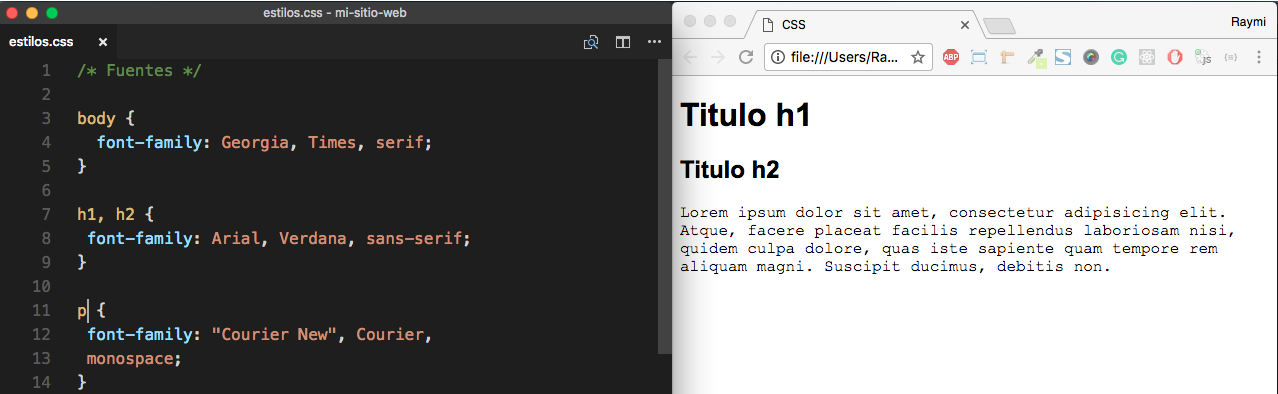 estilos.css - mi-sitio-web
estilos.css
1 /* Fuentes */
2
3 body {
4 font-family: Georgia, Times, serif;
5 }
6
7 h1, h2 {
8 font-family: Arial, Verdana, sans-serif;
9 }
10
11 p {
12 font-family: "Courier New", Courier,
13 monospace;
14 }
CSS
Raymi
file:///Users/Ra...
ABP
JS
Titulo h1
Titulo h2
Lorem ipsum dolor sit amet, consectetur adipisicing elit.
Atque, facere placeat facilis repellendus laboriosam nisi,
quidem culpa dolore, quas iste sapiente quam tempore rem
aliquam magni. Suscipit ducimus, debitis non.